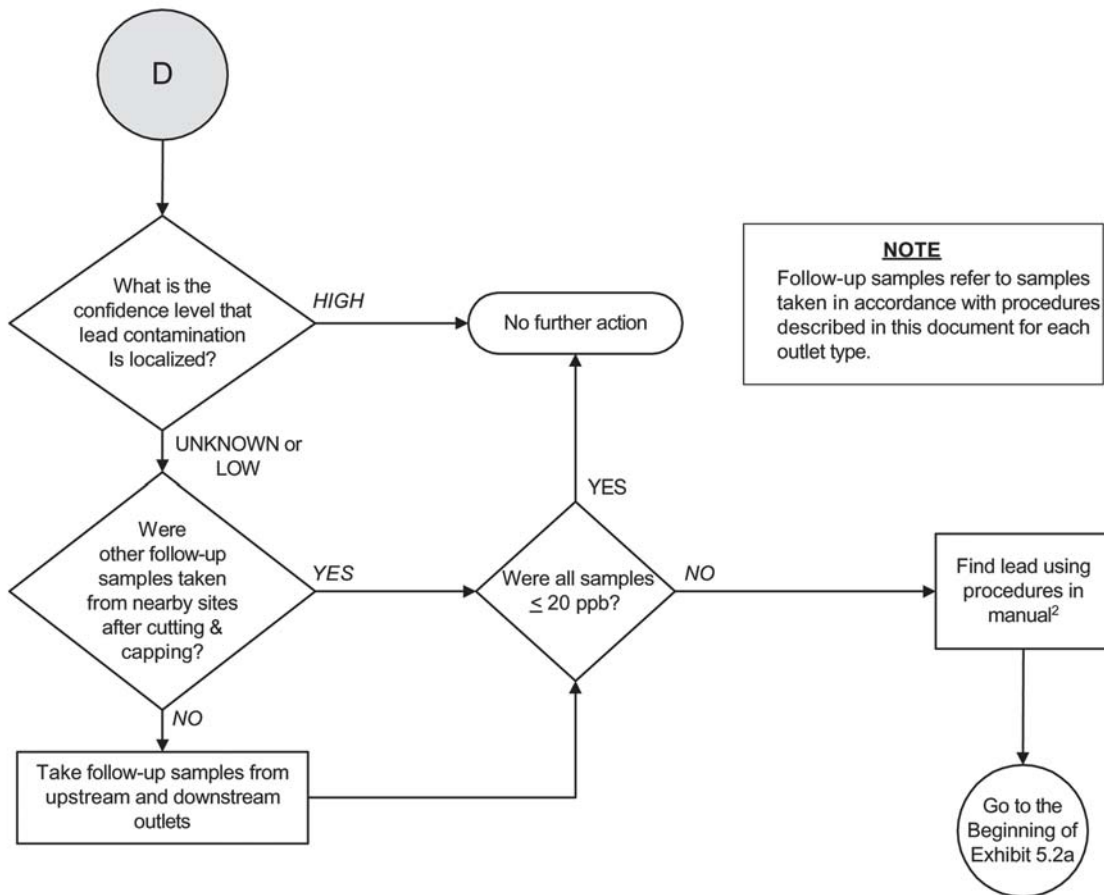 D
What is the
confidence level that
lead contamination
Is localized?
HIGH
No further action
NOTE
Follow-up samples refer to samples
taken in accordance with procedures
described in this document for each
outlet type.
UNKNOWN or
LOW
Were
other follow-up
samples taken
from nearby sites
after cutting &
capping?
YES
YES
Were all samples
≤ 20 ppb?
NO
Find lead using
procedures in
manual²
NO
Take follow-up samples from
upstream and downstream
outlets
Go to the
Beginning of
Exhibit 5.2a